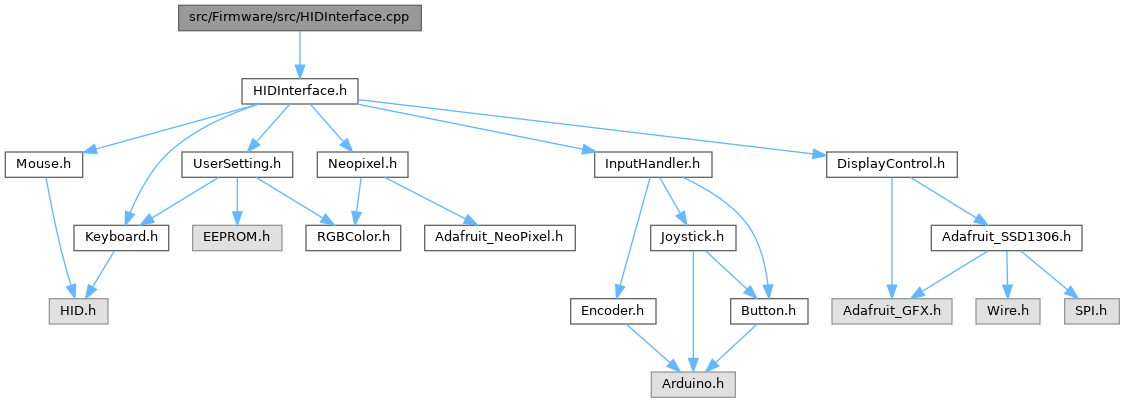 src/Firmware/src/HIDInterface.cpp
HIDInterface.h
Mouse.h
UserSetting.h
Neopixel.h
InputHandler.h
DisplayControl.h
Keyboard.h
EEPROM.h
RGBColor.h
Adafruit_NeoPixel.h
Joystick.h
Adafruit_SSD1306.h
HID.h
Encoder.h
Button.h
Adafruit_GFX.h
Wire.h
SPI.h
Arduino.h